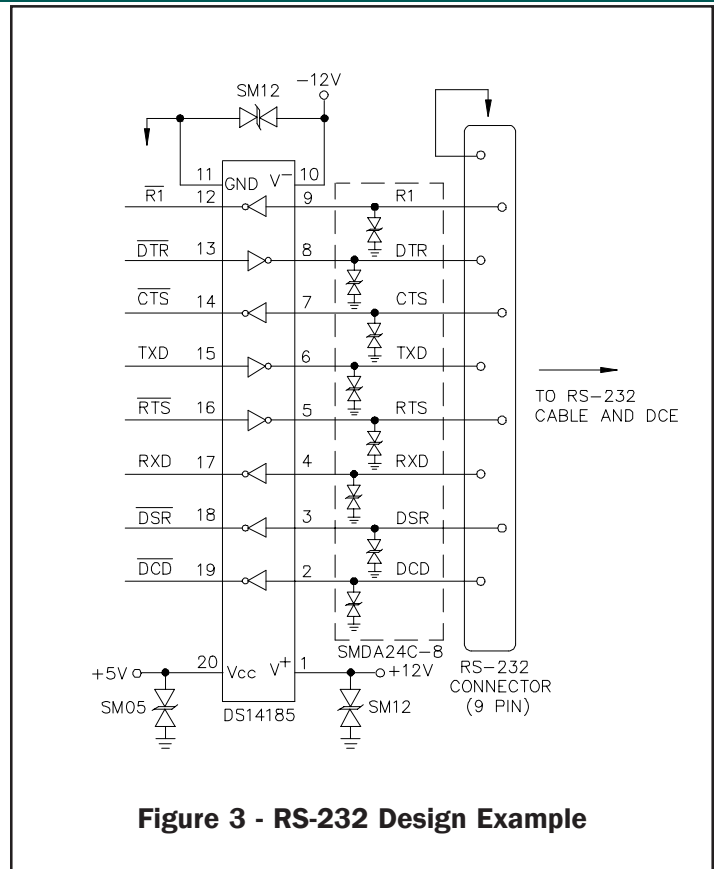 −12V
SM12
11 GND V− 10
R1 12 9 R1
DTR 13 8 DTR
CTS 14 7 CTS
TXD 15 6 TXD
RTS 16 5 RTS
TO RS−232
CABLE AND DCE
RXD 17 4 RXD
DSR 18 3 DSR
DCD 19 2 DCD
SMDA24C−8
+5V 20 Vcc V+ 1 +12V
RS−232
CONNECTOR
(9 PIN)
SM05 SM12
DS14185
Figure 3 - RS-232 Design Example